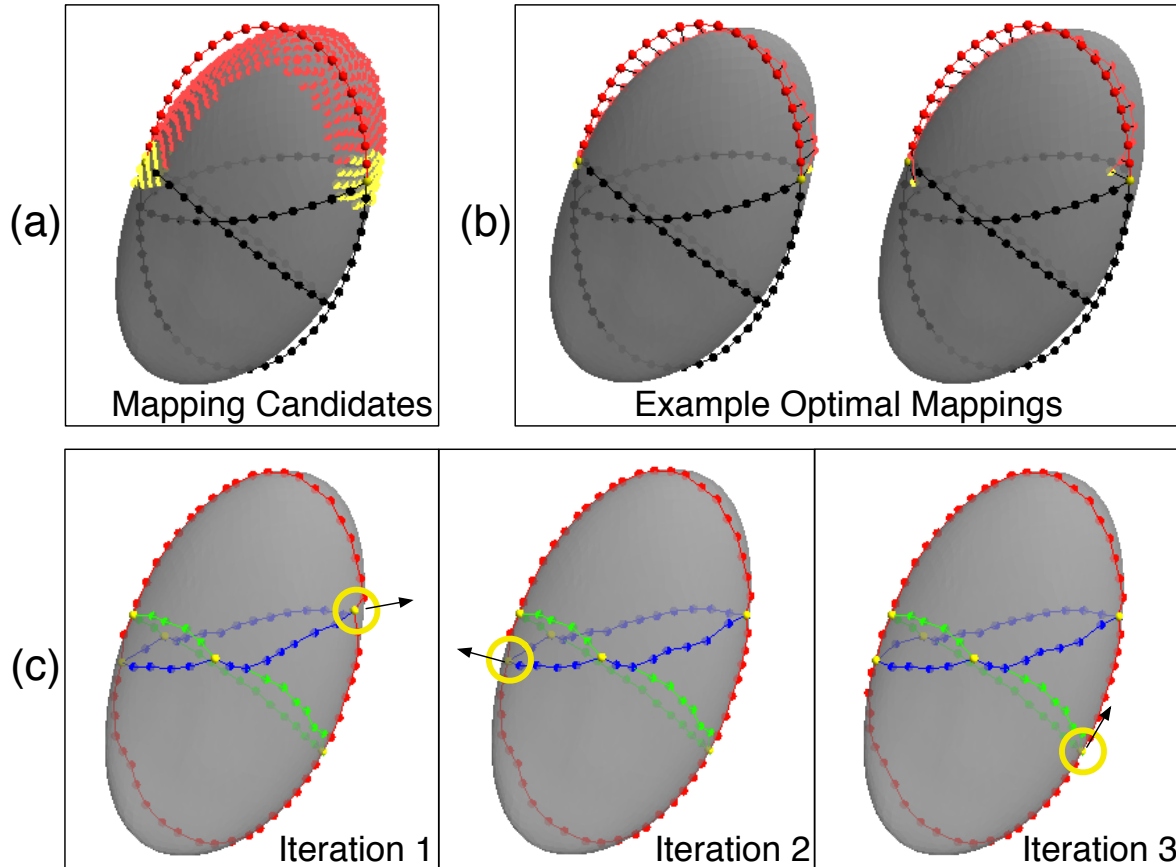 (a)
Mapping Candidates
(b)
Example Optimal Mappings
(c)
Iteration 1
Iteration 2
Iteration 3